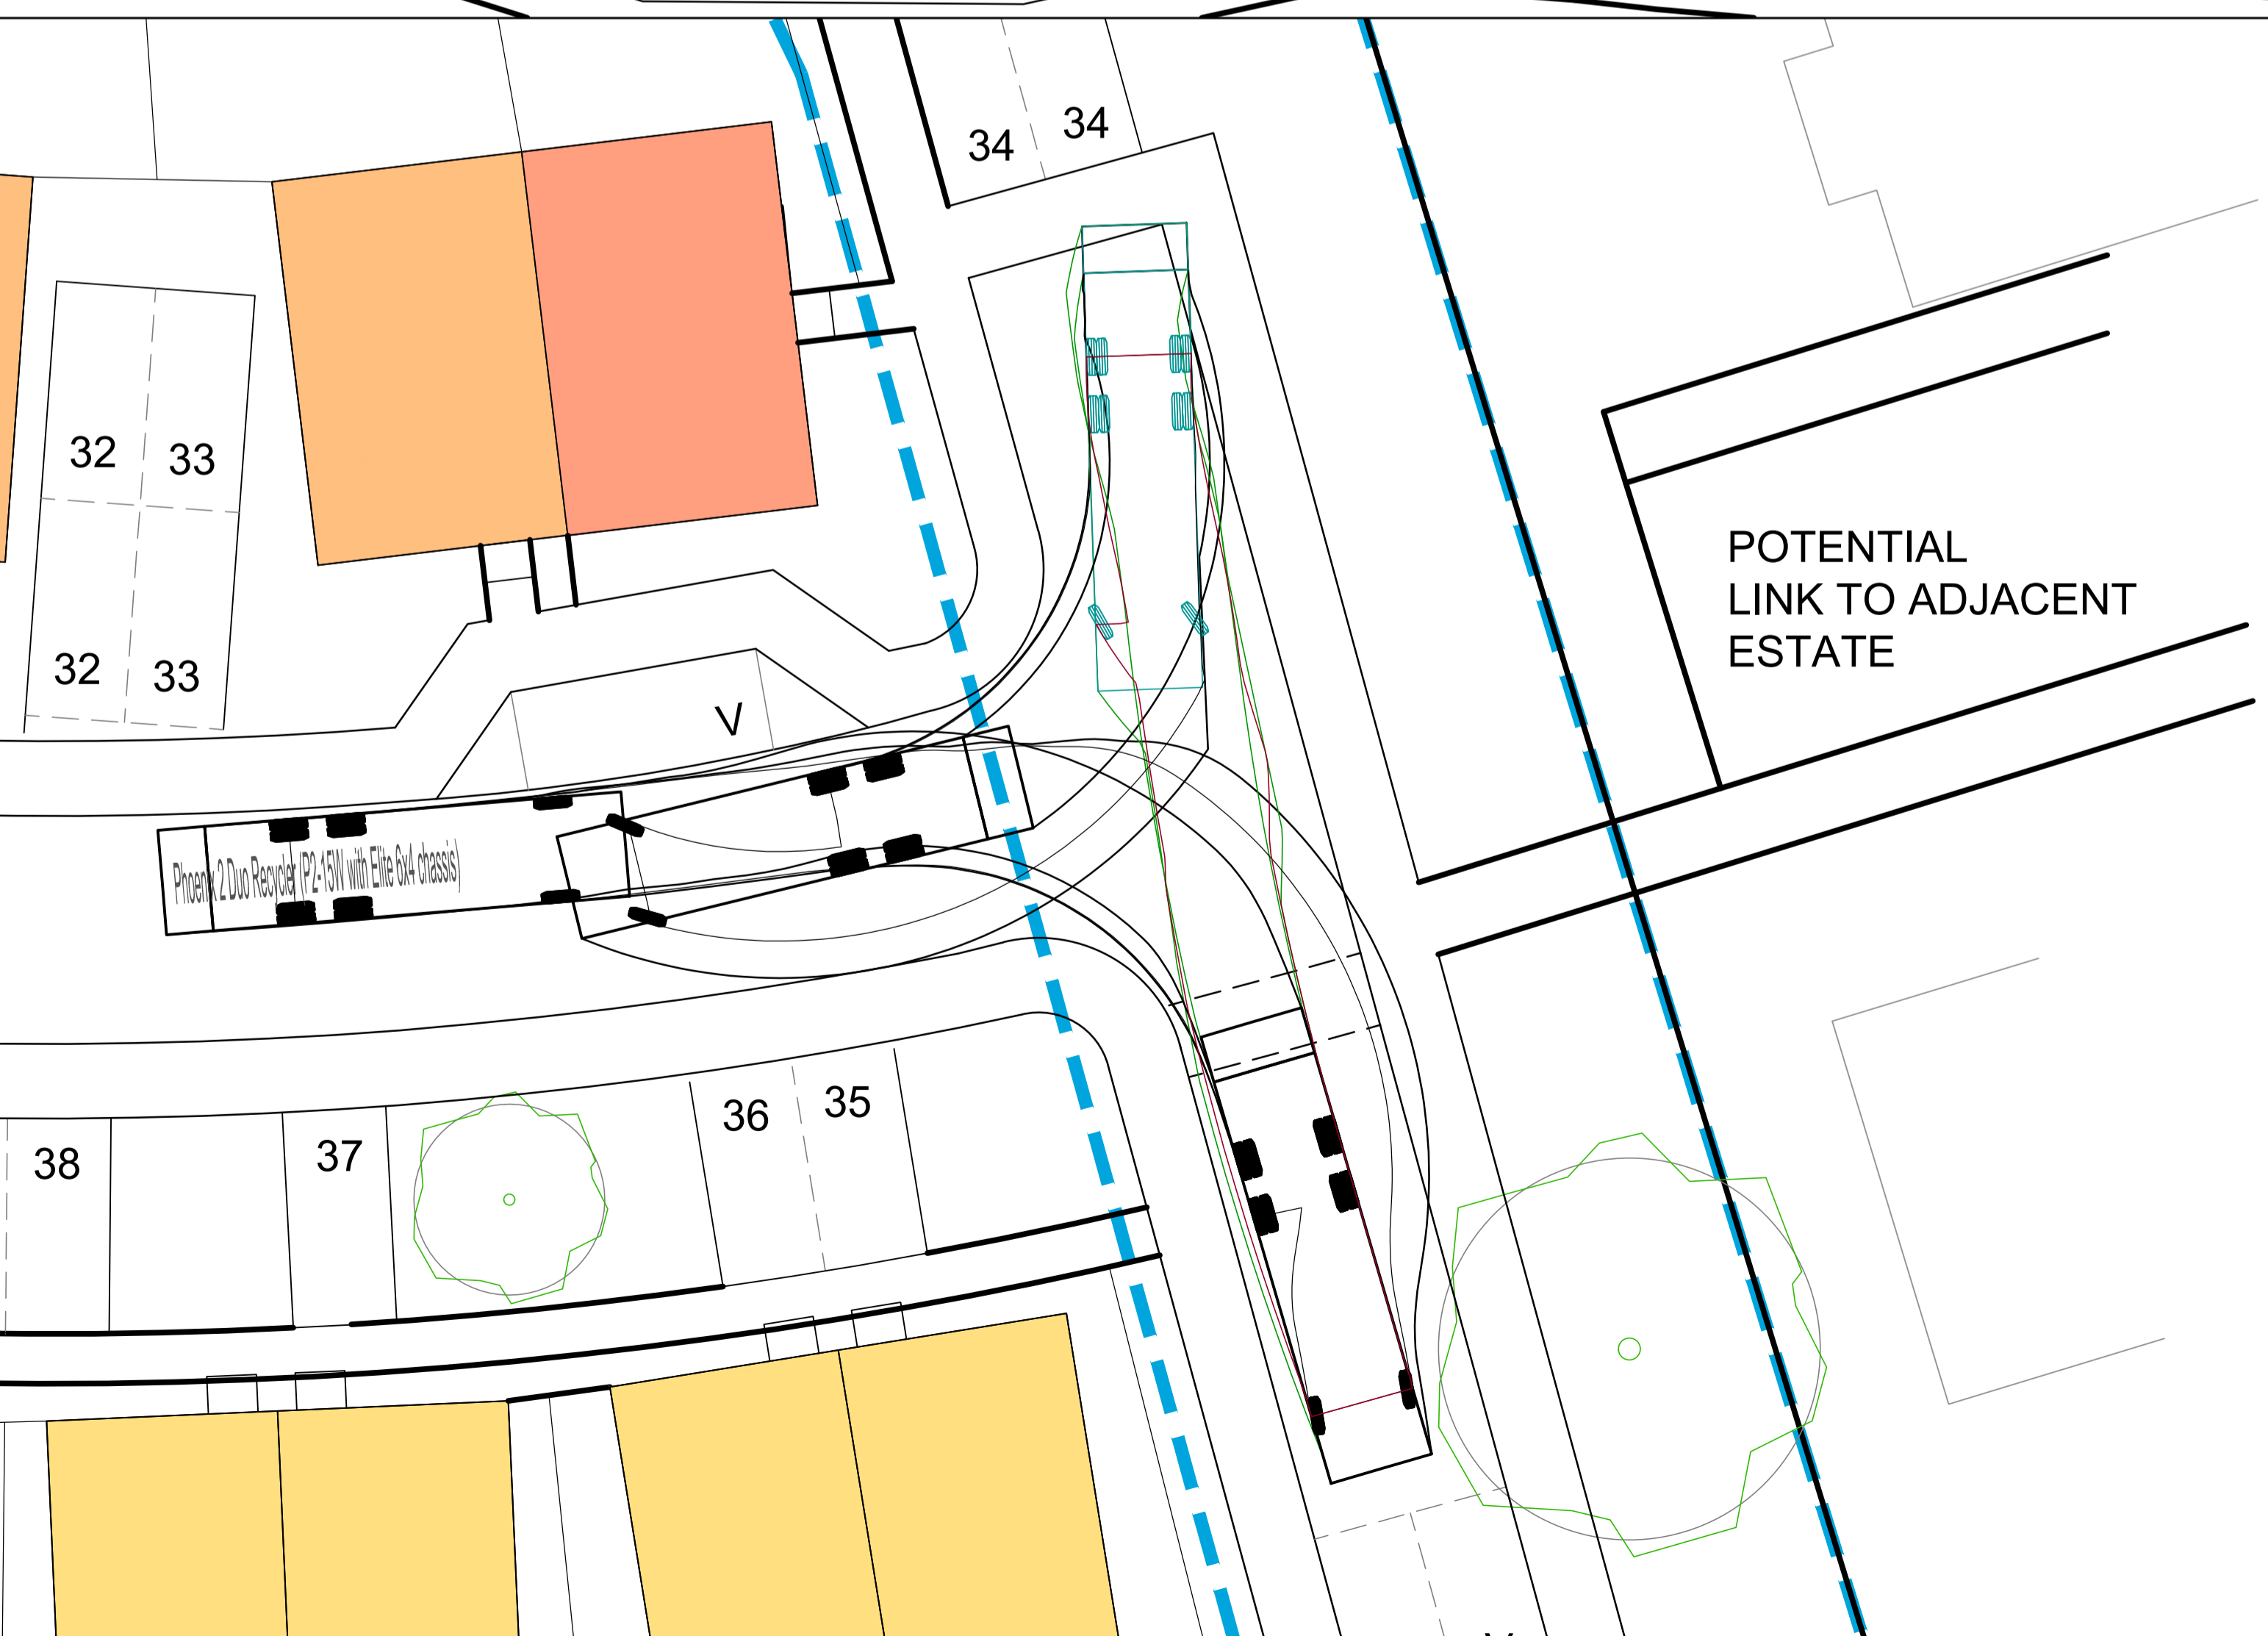 34
34
32
33
POTENTIAL
LINK TO ADJACENT
ESTATE
32
33
V
Phoenix 2 Duo Recycler (P2-15W with Elite 6x4 chassis)
36
35
38
37